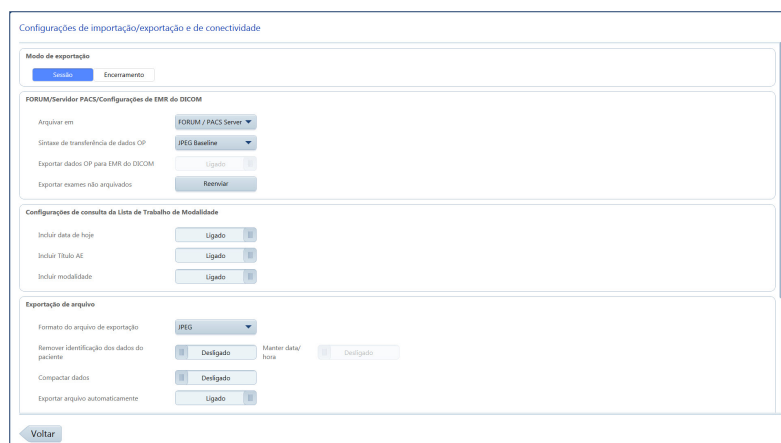 Configurações de importação/exportação e de conectividade
Modo de exportação
Sessão Encerramento
FORUM/Servidor PACS/Configurações de EMR do DICOM
Arquivar em FORUM / PACS Server
Sintaxe de transferência de dados OP JPEG Baseline
Exportar dados OP para EMR do DICOM Ligado
Exportar exames não arquivados Reenviar
Configurações de consulta da Lista de Trabalho de Modalidade
Incluir data de hoje Ligado
Incluir Título AE Ligado
Incluir modalidade Ligado
Exportação de arquivo
Formato do arquivo de exportação JPEG
Remover identificação dos dados do
paciente Desligado
Manter data/
hora Desligado
Compactar dados Desligado
Exportar arquivo automaticamente Ligado
Voltar